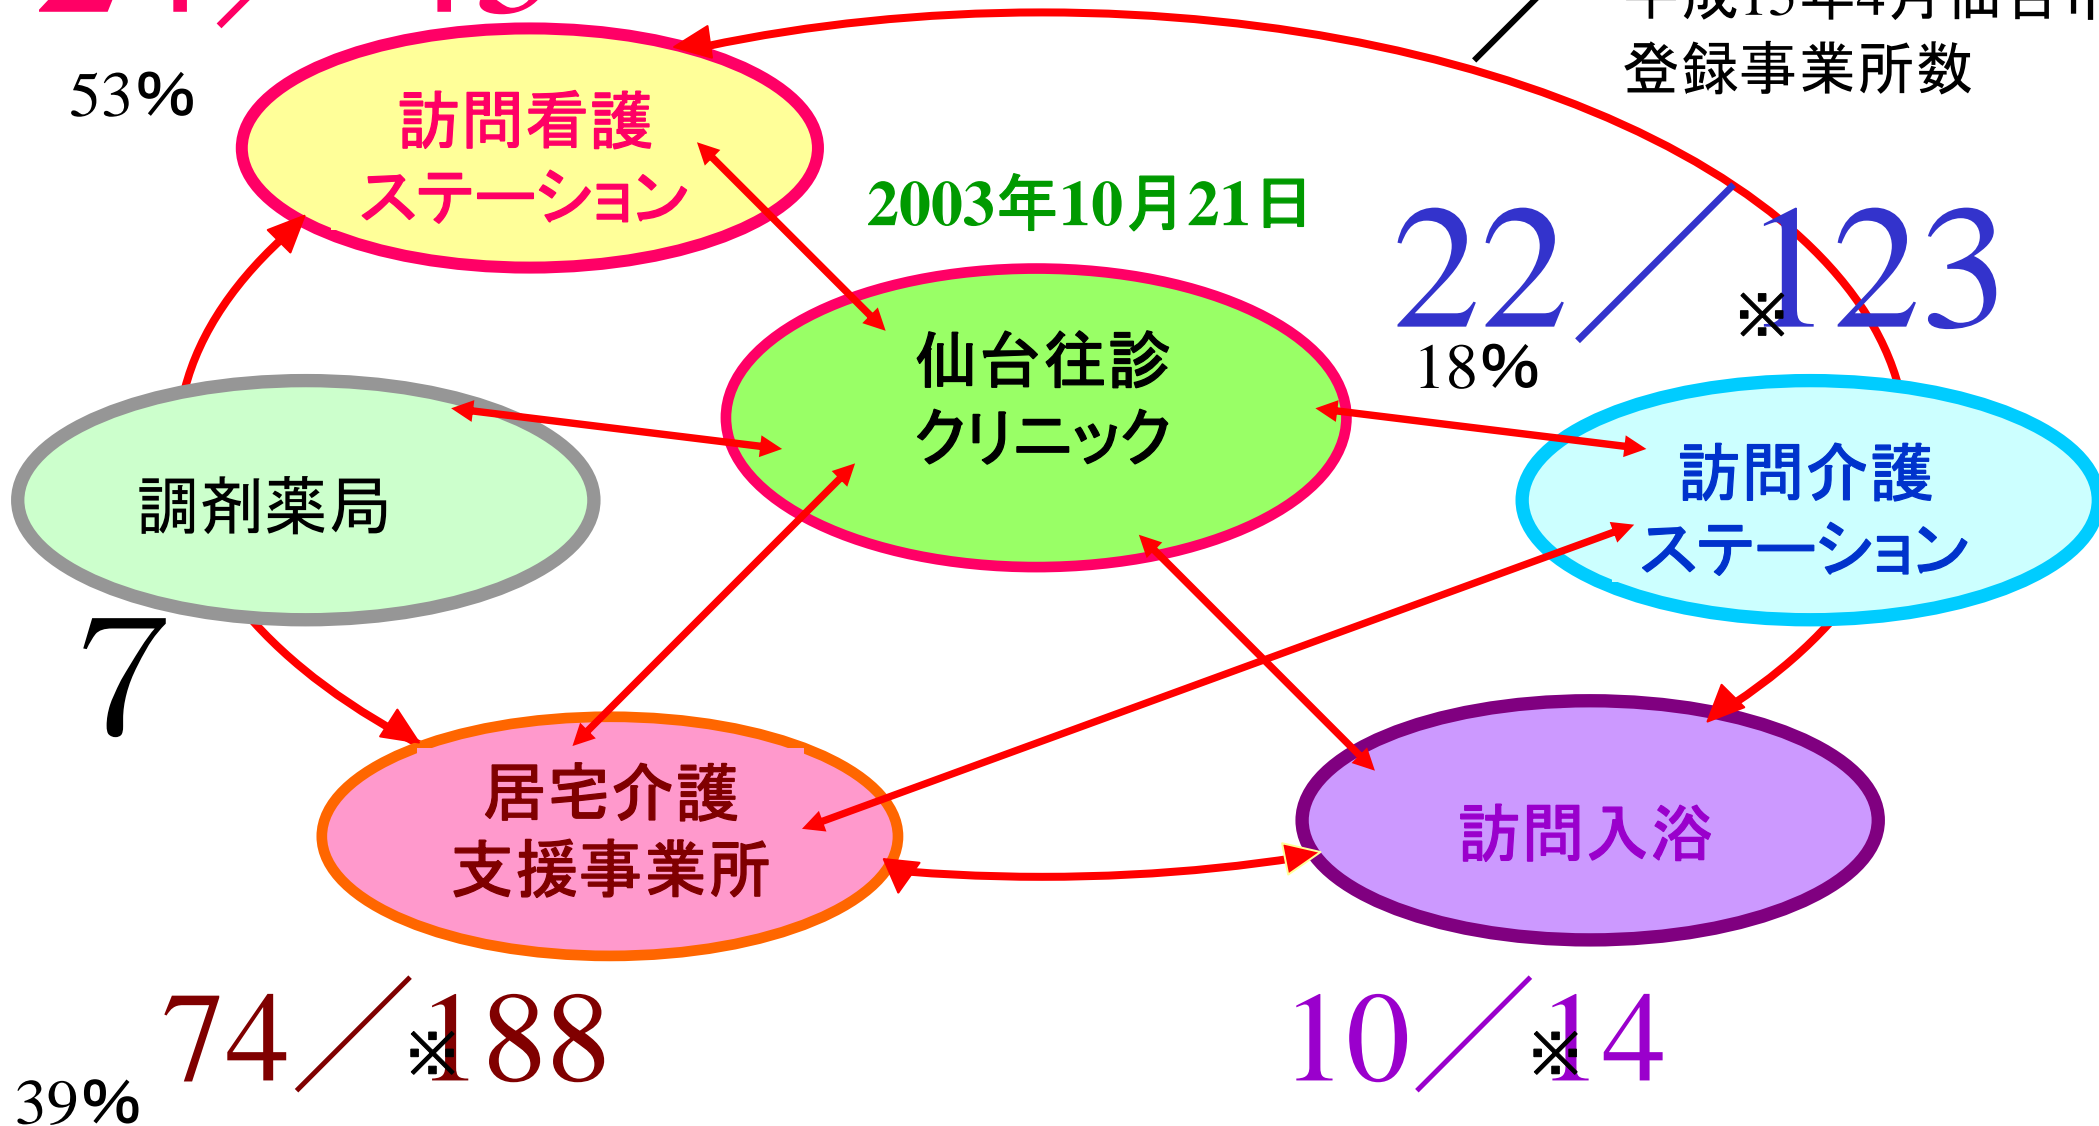 53%
登録事業所数
訪問看護
ステーション
2003年10月21日
22／※123
18%
仙台往診
クリニック
調剤薬局
7
訪問介護
ステーション
居宅介護
支援事業所
訪問入浴
74／※188
39%
10／※14